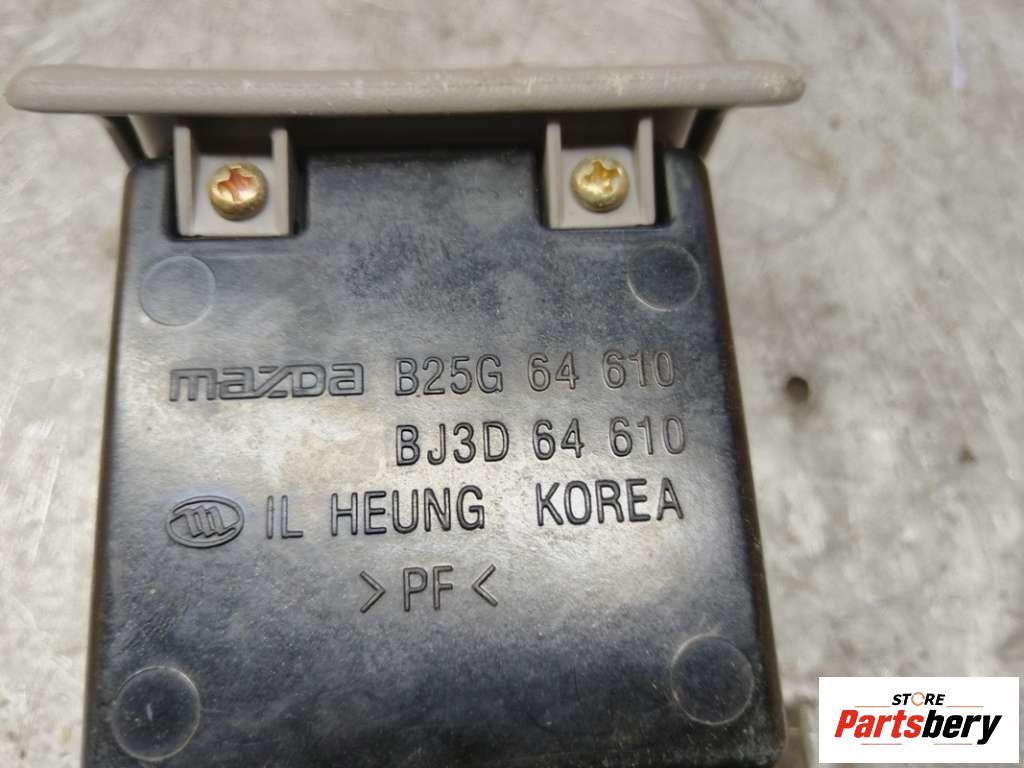 mazda B25G 64 610
BJ3D 64 610
IL HEUNG KOREA
>PF<
STORE
Partsbery